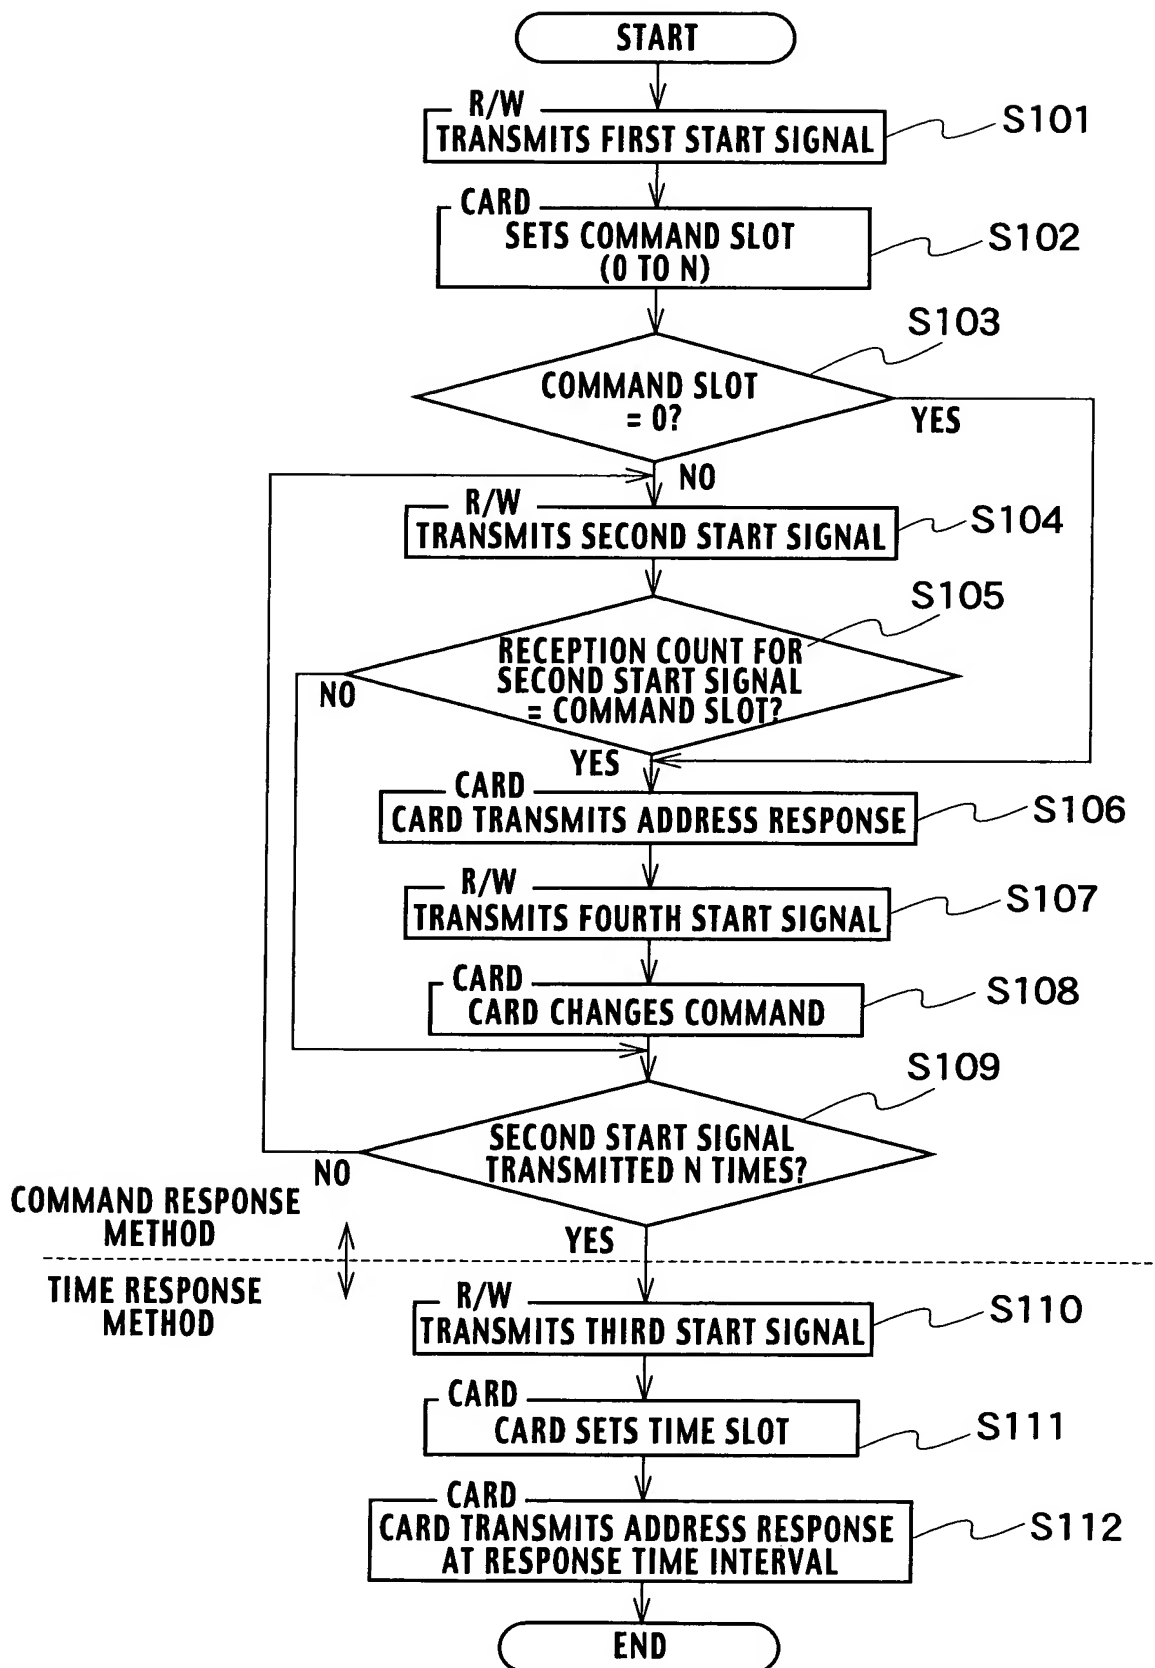 START
R/W
TRANSMITS FIRST START SIGNAL
S101
CARD
SETS COMMAND SLOT
(0 TO N)
S102
S103
COMMAND SLOT
= 0?
YES
NO
R/W
TRANSMITS SECOND START SIGNAL
S104
S105
RECEPTION COUNT FOR
SECOND START SIGNAL
= COMMAND SLOT?
NO
YES
CARD
CARD TRANSMITS ADDRESS RESPONSE
S106
R/W
TRANSMITS FOURTH START SIGNAL
S107
CARD
CARD CHANGES COMMAND
S108
S109
SECOND START SIGNAL
TRANSMITTED N TIMES?
NO
YES
COMMAND RESPONSE
METHOD
TIME RESPONSE
METHOD
R/W
TRANSMITS THIRD START SIGNAL
S110
CARD
CARD SETS TIME SLOT
S111
CARD
CARD TRANSMITS ADDRESS RESPONSE
AT RESPONSE TIME INTERVAL
S112
END